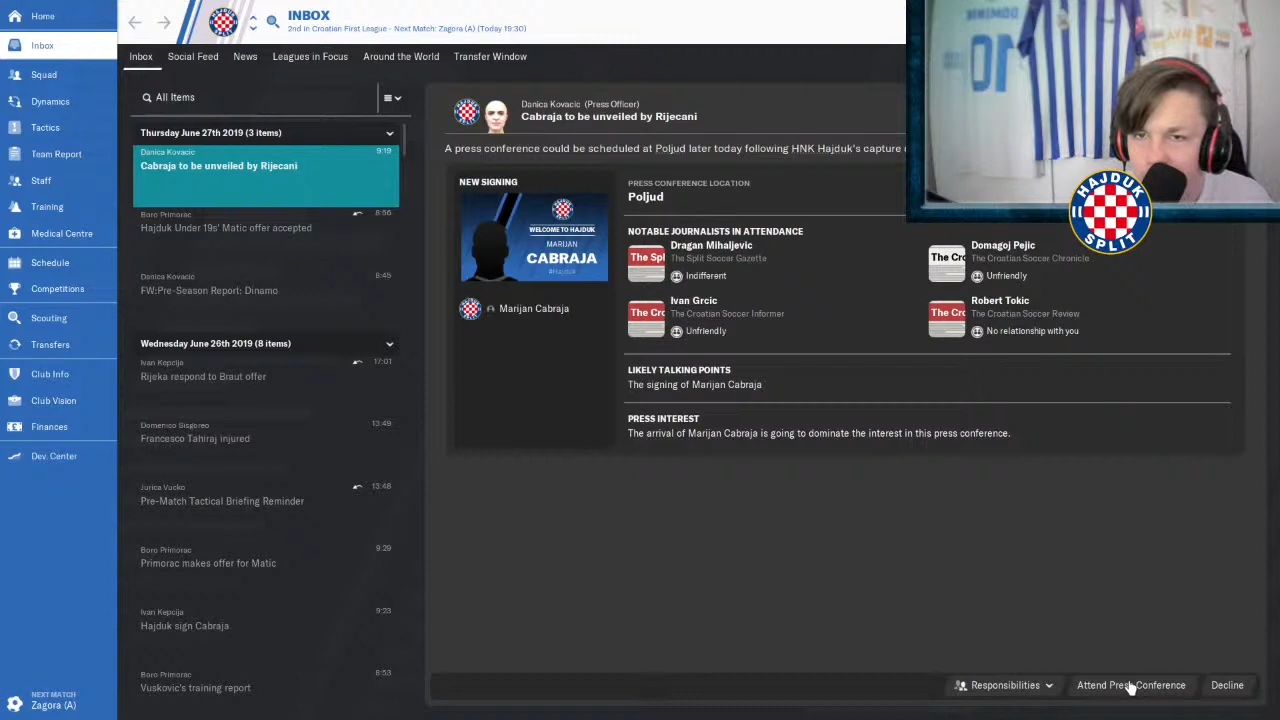 Home
Inbox
Squad
Dynamics
Tactics
Team Report
Staff
Training
Medical Centre
Schedule
Competitions
Scouting
Transfers
Club Info
Club Vision
Finances
Dev. Center
NEXT MATCH
Zagora (A)
INBOX
2nd in Croatian First League - Next Match: Zagora (A) (Today 19:30)
Inbox
Social Feed
News
Leagues in Focus
Around the World
Transfer Window
All Items
Thursday June 27th 2019 (3 items)
Danica Kovacic 9:19
Cabraja to be unveiled by Rijecani
Boro Primorac 8:56
Hajduk Under 19s' Matic offer accepted
Danica Kovacic 8:45
FW:Pre-Season Report: Dinamo
Wednesday June 26th 2019 (8 items)
Ivan Kepcija 17:01
Rijeka respond to Braut offer
Domenico Sisgoreo 13:49
Francesco Tahiraj injured
Jurica Vucko 13:48
Pre-Match Tactical Briefing Reminder
Boro Primorac 9:29
Primorac makes offer for Matic
Ivan Kepcija 9:23
Hajduk sign Cabraja
Boro Primorac 8:53
Vuskovic's training report
Danica Kovacic (Press Officer)
Cabraja to be unveiled by Rijecani
A press conference could be scheduled at Poljud later today following HNK Hajduk's capture
NEW SIGNING
WELCOME TO HAJDUK
MARIJAN
CABRAJA
#Hajduk
Marijan Cabraja
PRESS CONFERENCE LOCATION
Poljud
NOTABLE JOURNALISTS IN ATTENDANCE
The Spl
Dragan Mihaljevic
The Split Soccer Gazette
Indifferent
The Cro
Domagoj Pejic
The Croatian Soccer Chronicle
Unfriendly
The Cro
Ivan Grcic
The Croatian Soccer Informer
Unfriendly
The Cro
Robert Tokic
The Croatian Soccer Review
No relationship with you
LIKELY TALKING POINTS
The signing of Marijan Cabraja
PRESS INTEREST
The arrival of Marijan Cabraja is going to dominate the interest in this press conference.
Responsibilities
Attend Press Conference
Decline
10
HAJDUK
SPLIT